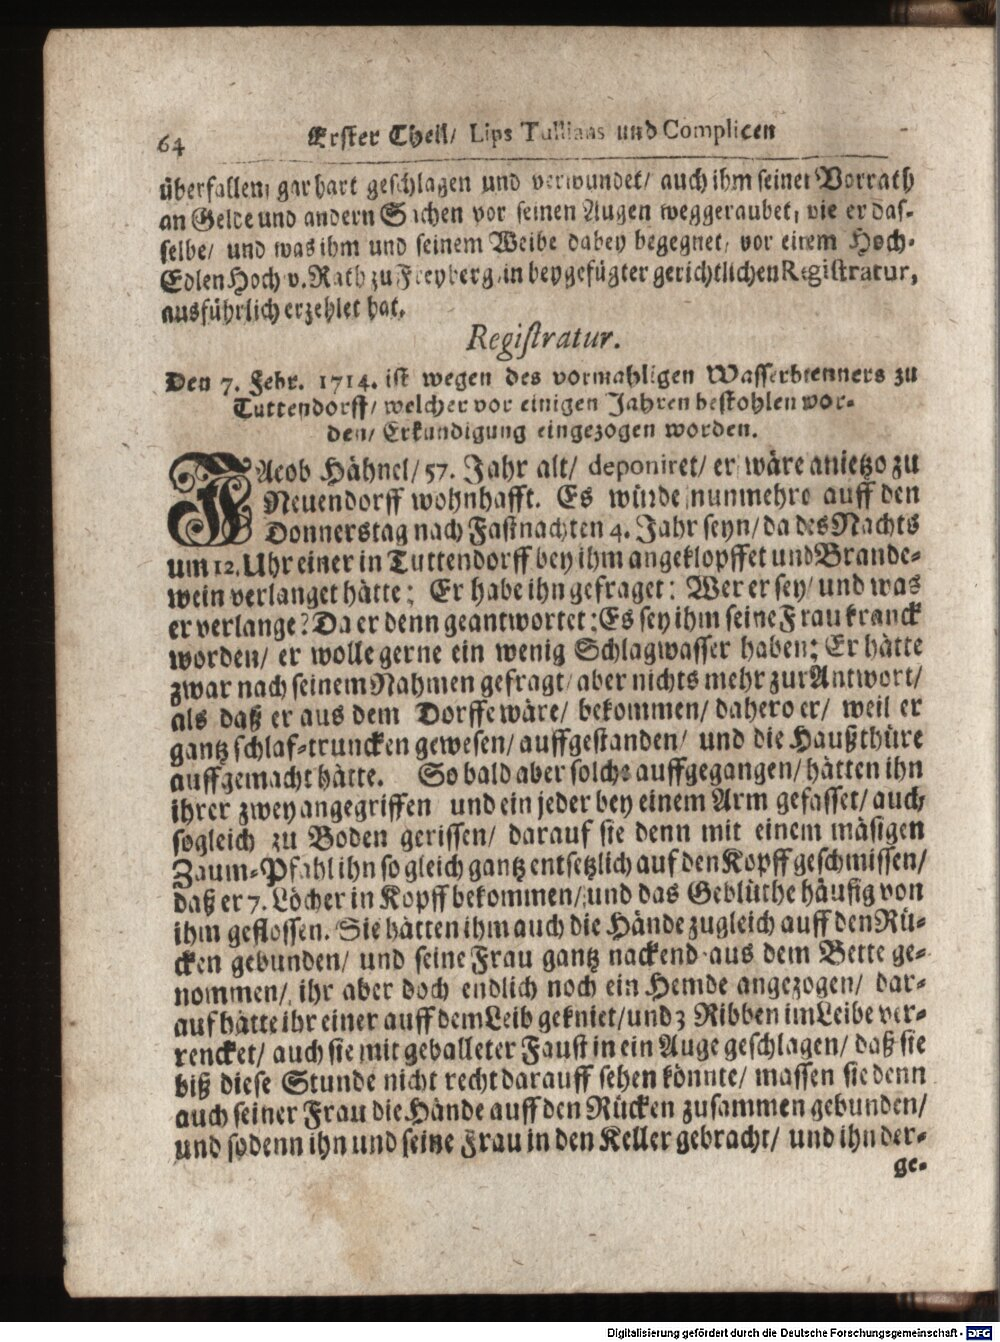 64 Erster Theil/ Lips Tullians und Complicen
überfallen, gar hart geschlagen und verwundet/ auch ihm seinen Vorrath
an Gelde und andern Sachen vor seinen Augen weggeraubet, wie er das-
selbe/ und was ihm und seinem Weibe dabey begegnet, vor einem Hoch-
Edlen Hoch w. Rath zu Freyberg, in beygefügter gerichtlichen Registratur,
ausführlich erzehlet hat.
Registratur.
Den 7. Febr. 1714. ist wegen des vormahligen Wasserbrenners zu
Tuttendorff/ welcher vor einigen Jahren bestohlen wor-
den/ Erkundigung eingezogen worden.
JAcob Hähnel/ 57. Jahr alt/ deponiret/ er wäre anietzo zu
Neuendorff wohnhafft. Es würde nunmehro auff den
Donnerstag nach Fastnachten 4. Jahr seyn/ da des Nachts
um 12. Uhr einer in Tuttendorff bey ihm angeklopffet und Brande-
wein verlanget hätte; Er habe ihn gefraget: Wer er sey/ und was
er verlange? Da er denn geantwortet: Es sey ihm seine Frau kranck
worden/ er wolle gerne ein wenig Schlagwasser haben; Er hätte
zwar nach seinem Nahmen gefragt/ aber nichts mehr zur Antwort/
als daß er aus dem Dorffe wäre/ bekommen/ dahero er/ weil er
gantz schlaf-truncken gewesen/ auffgestanden/ und die Haußthüre
auffgemacht hätte. So bald aber solche auffgegangen/ hätten ihn
ihrer zwey angegriffen und ein jeder bey einem Arm gefasset/ auch
sogleich zu Boden gerissen/ darauf sie denn mit einem mäsigen
Zaum-Pfahl ihn so gleich gantz entsetzlich auf den Kopff geschmissen/
daß er 7. Löcher in Kopff bekommen/ und das Geblüthe häufig von
ihm geflossen. Sie hätten ihm auch die Hände zugleich auff den Rü-
cken gebunden/ und seine Frau gantz nackend aus dem Bette ge-
nommen/ ihr aber doch endlich noch ein Hemde angezogen/ dar-
auf hätte ihr einer auff dem Leib gekniet/ und 3 Ribben im Leibe ver-
rencket/ auch sie mit geballeter Faust in ein Auge geschlagen/ daß sie
biß diese Stunde nicht recht darauff sehen könnte/ massen sie denn
auch seiner Frau die Hände auff den Rücken zusammen gebunden/
und sodenn ihn und seine Frau in den Keller gebracht/ und ihn der-
ge-
Digitalisierung gefördert durch die Deutsche Forschungsgemeinschaft - DFG